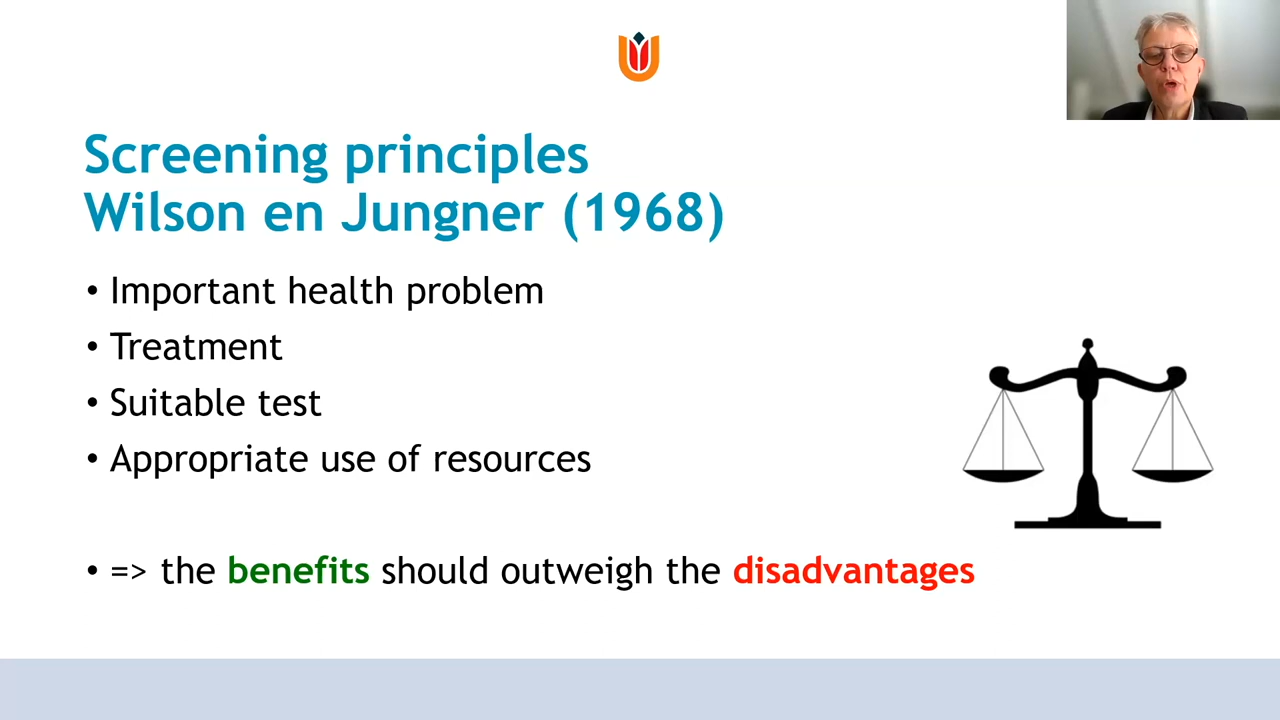 Screening principles
Wilson en Jungner (1968)
• Important health problem
• Treatment
• Suitable test
• Appropriate use of resources
• => the benefits should outweigh the disadvantages